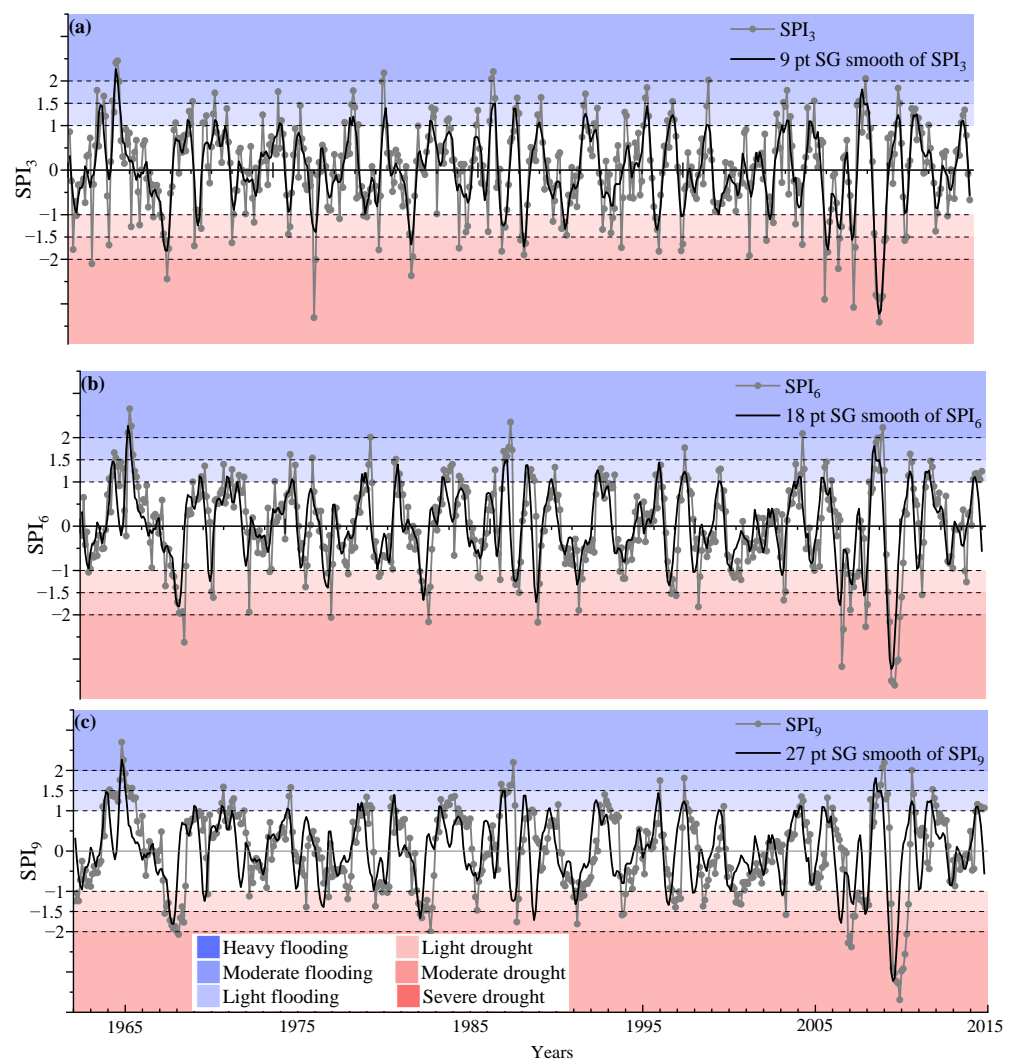 (a)
SPI₃
9 pt SG smooth of SPI₃
2
1.5
1
0
−1
−1.5
−2
SPI₃
(b)
SPI₆
18 pt SG smooth of SPI₆
2
1.5
1
0
−1
−1.5
−2
SPI₆
(c)
SPI₉
27 pt SG smooth of SPI₉
2
1.5
1
0
−1
−1.5
−2
SPI₉
Heavy flooding
Light drought
Moderate flooding
Moderate drought
Light flooding
Severe drought
1965
1975
1985
1995
2005
2015
Years